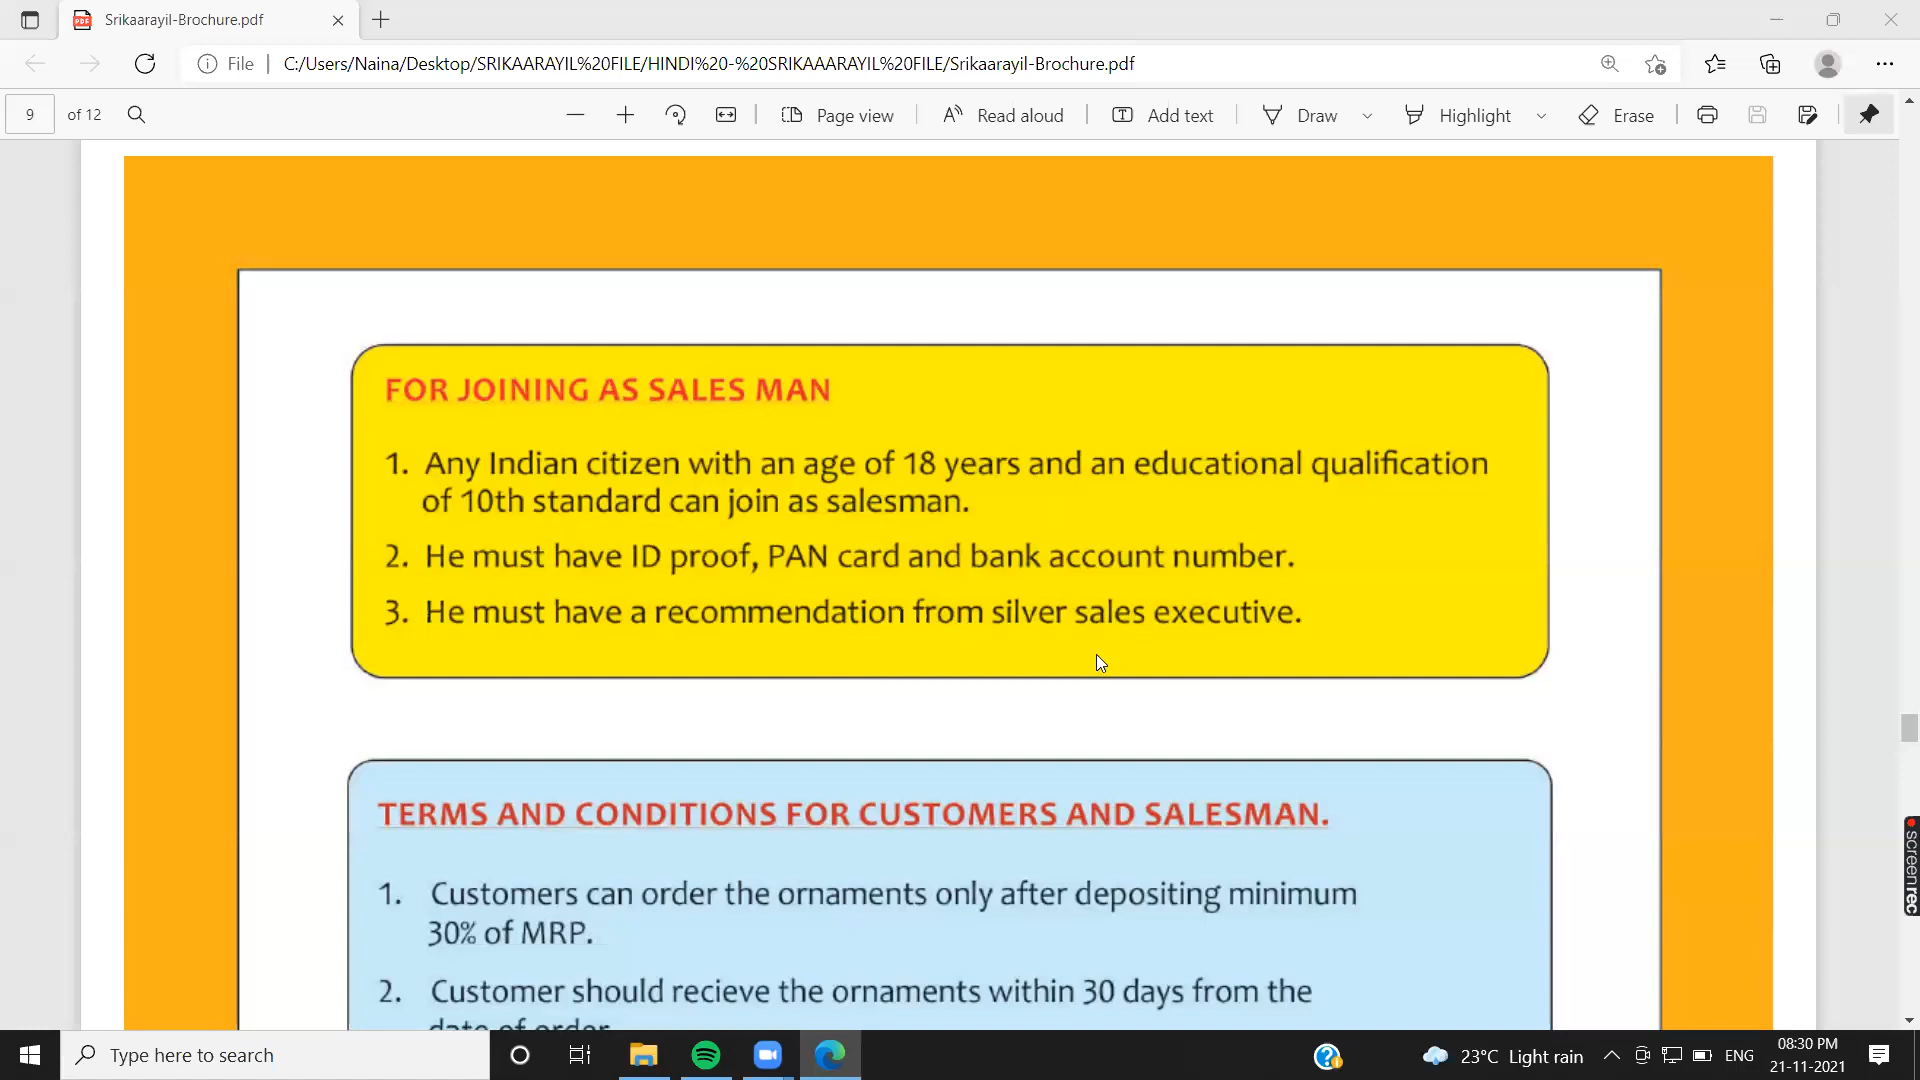 Srikaarayil-Brochure.pdf
File
C:/Users/Naina/Desktop/SRIKAARAYIL%20FILE/HINDI%20-%20SRIKAAARAYIL%20FILE/Srikaarayil-Brochure.pdf
9 of 12
Page view
Read aloud
Add text
Draw
Highlight
Erase
FOR JOINING AS SALES MAN
1. Any Indian citizen with an age of 18 years and an educational qualification
of 10th standard can join as salesman.
2. He must have ID proof, PAN card and bank account number.
3. He must have a recommendation from silver sales executive.
TERMS AND CONDITIONS FOR CUSTOMERS AND SALESMAN.
1. Customers can order the ornaments only after depositing minimum
30% of MRP.
2. Customer should recieve the ornaments within 30 days from the
date of order
screenrec
Type here to search
23°C Light rain
ENG
08:30 PM
21-11-2021